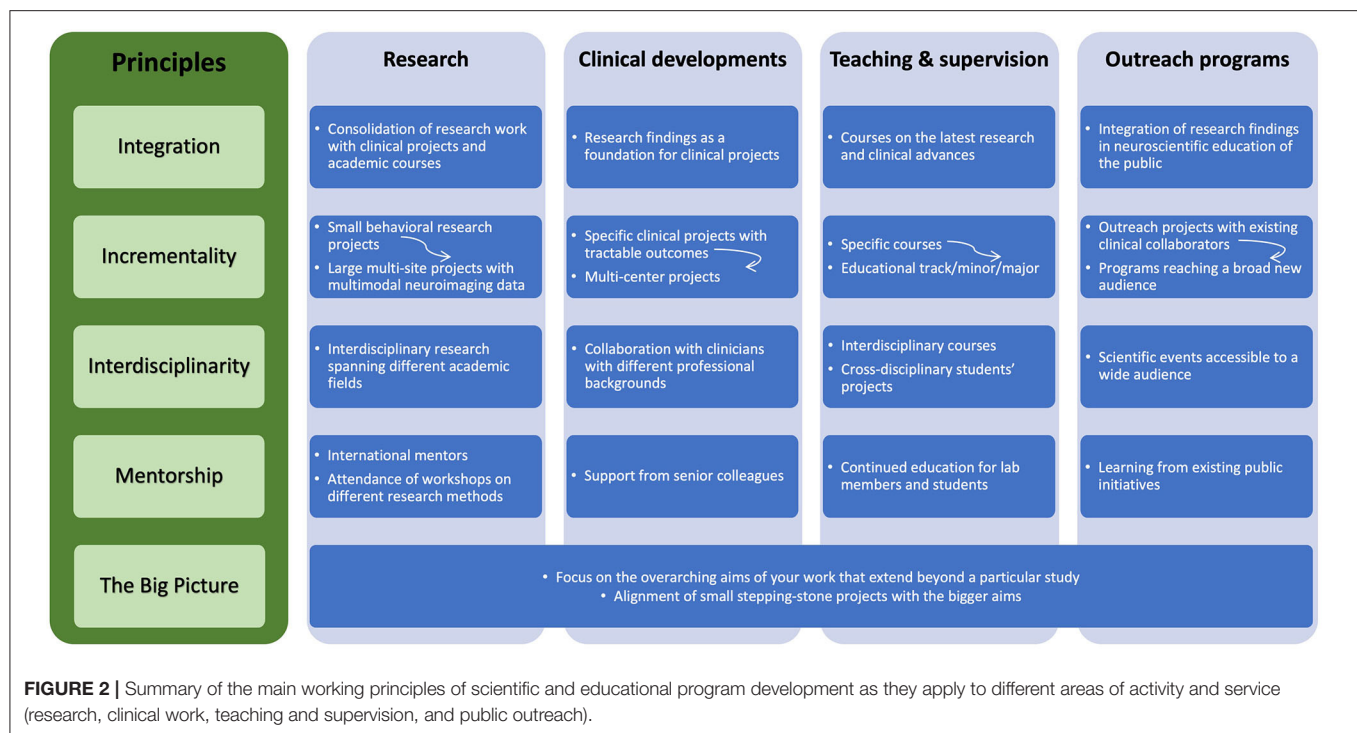 Principles
Research
Clinical developments
Teaching & supervision
Outreach programs
Integration
• Consolidation of research work
with clinical projects and
academic courses
• Research findings as a
foundation for clinical projects
• Courses on the latest research
and clinical advances
• Integration of research findings
in neuroscientific education of
the public
Incrementality
• Small behavioral research
projects
• Large multi-site projects with
multimodal neuroimaging data
• Specific clinical projects with
tractable outcomes
• Multi-center projects
• Specific courses
• Educational track/minor/major
• Outreach projects with existing
clinical collaborators
• Programs reaching a broad new
audience
Interdisciplinarity
• Interdisciplinary research
spanning different academic
fields
• Collaboration with clinicians
with different professional
backgrounds
• Interdisciplinary courses
• Cross-disciplinary students'
projects
• Scientific events accessible to a
wide audience
Mentorship
• International mentors
• Attendance of workshops on
different research methods
• Support from senior colleagues
• Continued education for lab
members and students
• Learning from existing public
initiatives
The Big Picture
• Focus on the overarching aims of your work that extend beyond a particular study
• Alignment of small stepping-stone projects with the bigger aims
FIGURE 2 | Summary of the main working principles of scientific and educational program development as they apply to different areas of activity and service
(research, clinical work, teaching and supervision, and public outreach).